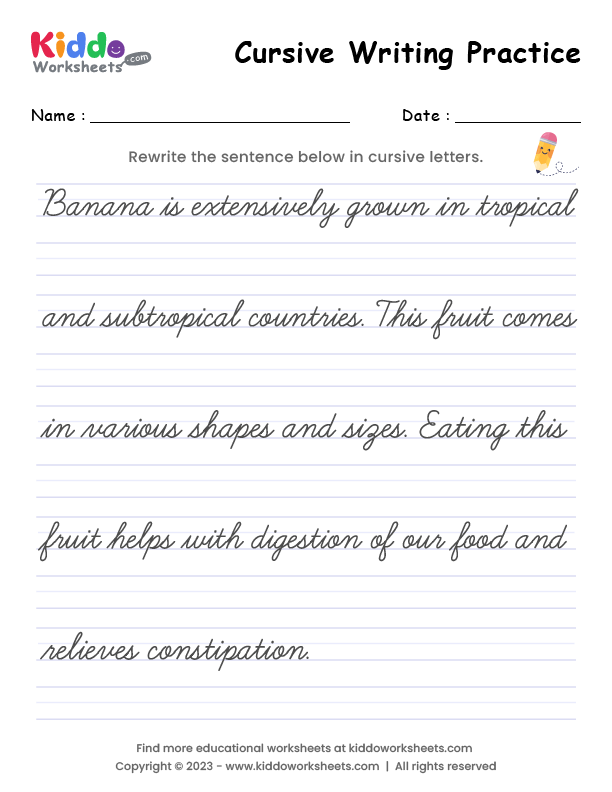 Kiddo
Worksheets .com
Cursive Writing Practice
Name : Date :
Rewrite the sentence below in cursive letters.
Banana is extensively grown in tropical
and subtropical countries. This fruit comes
in various shapes and sizes. Eating this
fruit helps with digestion of our food and
relieves constipation.
Find more educational worksheets at kiddoworksheets.com
Copyright © 2023 - www.kiddoworksheets.com | All rights reserved